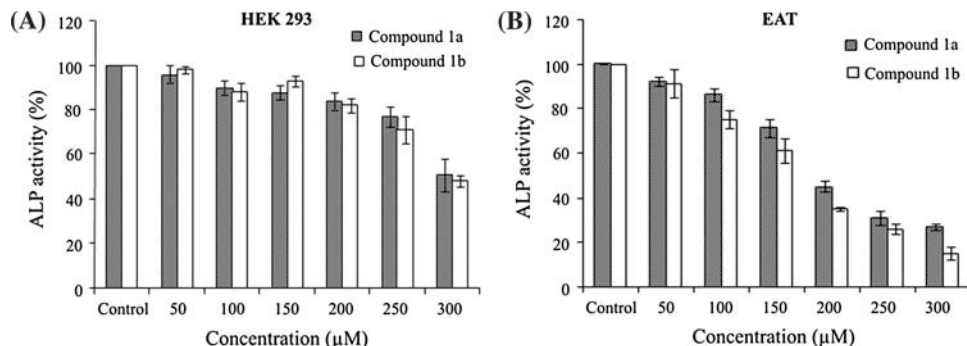 (A)
HEK 293
Compound 1a
Compound 1b
ALP activity (%)
120
100
80
60
40
20
0
Control 50 100 150 200 250 300
Concentration (µM)
(B)
EAT
Compound 1a
Compound 1b
ALP activity (%)
120
100
80
60
40
20
0
Control 50 100 150 200 250 300
Concentration (µM)